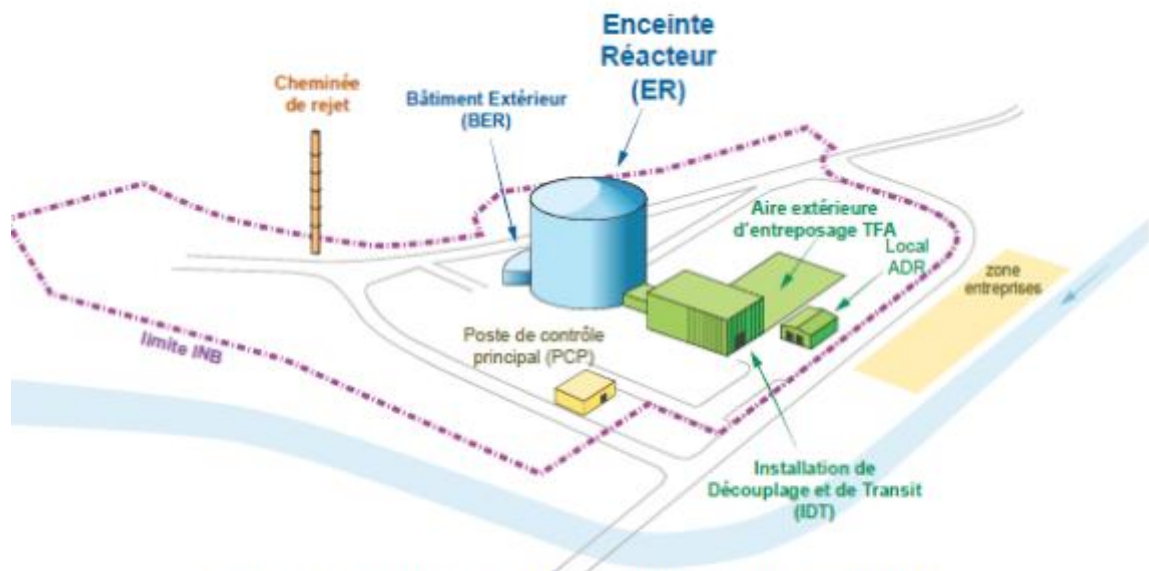 Enceinte
Réacteur
(ER)
Cheminée
de rejet
Bâtiment Extérieur
(BER)
Aire extérieure
d'entreposage TFA
Local
ADR
zone
entreprises
Poste de contrôle
principal (PCP)
limite INB
Installation de
Découplage et de Transit
(IDT)